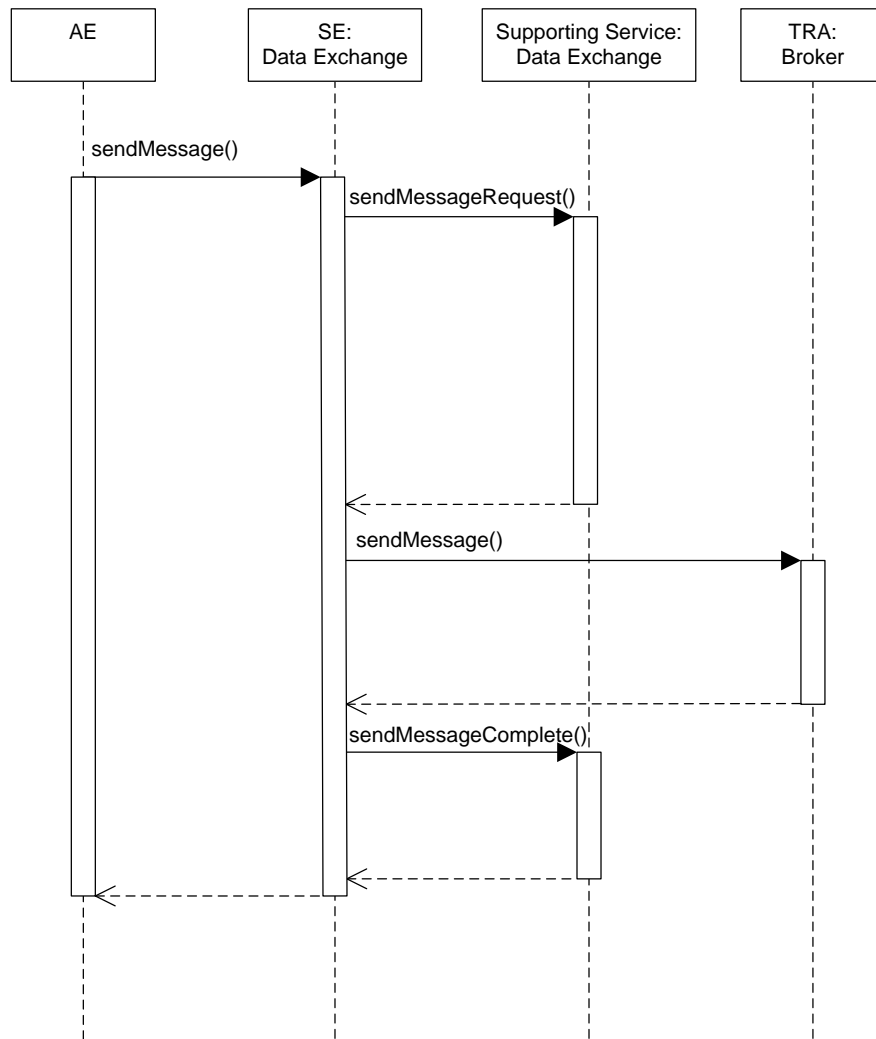 AE
SE:
Data Exchange
Supporting Service:
Data Exchange
TRA:
Broker
sendMessage()
sendMessageRequest()
sendMessage()
sendMessageComplete()